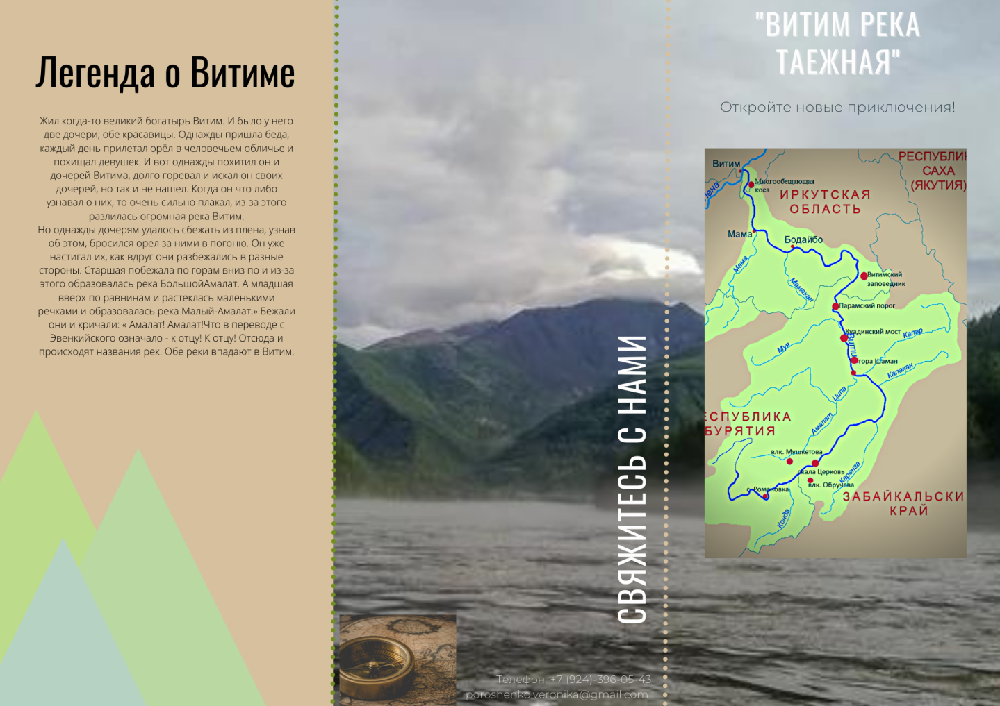 Легенда о Витиме
Жил когда-то великий богатырь Витим. И было у него
две дочери, обе красавицы. Однажды пришла беда,
каждый день прилетал орёл в человечьем обличье и
похищал девушек. И вот однажды похитил он и
дочерей Витима, долго горевал и искал он своих
дочерей, но так и не нашел. Когда он что либо
узнавал о них, то очень сильно плакал, из-за этого
разлилась огромная река Витим.
Но однажды дочерям удалось сбежать из плена, узнав
об этом, бросился орел за ними в погоню. Он уже
настигал их, как вдруг они разбежались в разные
стороны. Старшая побежала по горам вниз по и из-за
этого образовалась река БольшойАмалат. А младшая
вверх по равнинам и растеклась маленькими
речками и образовалась река Малый-Амалат.» Бежали
они и кричали: « Амалат! Амалат!Что в переводе с
Эвенкийского означало - к отцу! К отцу! Отсюда и
происходят названия рек. Обе реки впадают в Витим.
СВЯЖИТЕСЬ С НАМИ
Телефон: +7 (924)-396-05-43
poroshenko.veronika@gmail.com
"ВИТИМ РЕКА
ТАЕЖНАЯ"
Откройте новые приключения!
РЕСПУБЛИК
САХА
(ЯКУТИЯ)
Витим
Многообещающая
коса
Лена
ИРКУТСКАЯ
ОБЛАСТЬ
Мама
Бодайбо
Мама
Мамакан
Витимский
заповедник
Парамский порог
Куадинский мост
Калар
Витим
Муя
гора Шаман
Калакан
Ципа
ЕСПУБЛИКА
БУРЯТИЯ
Амалат
влк. Мушкетова
скала Церковь
Каренга
влк. Обручева
с. Романовка
ЗАБАЙКАЛЬСКИ
КРАЙ
Конда